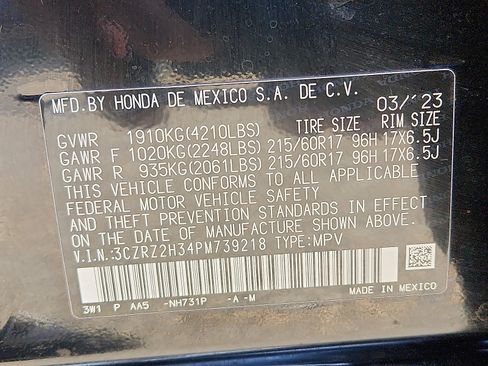 MFD.BY HONDA DE MEXICO S.A. DE C.V. 03/'23
TIRE SIZE RIM SIZE
GVWR 1910KG(4210LBS)
GAWR F 1020KG(2248LBS) 215/60R17 96H 17X6.5J
GAWR R 935KG(2061LBS) 215/60R17 96H 17X6.5J
THIS VEHICLE CONFORMS TO ALL APPLICABLE
FEDERAL MOTOR VEHICLE SAFETY
AND THEFT PREVENTION STANDARDS IN EFFECT
ON THE DATE OF MANUFACTURE SHOWN ABOVE.
V.I.N.:3CZRZ2H34PM739218 TYPE:MPV
3W1 P AA5 -NH731P -A -M